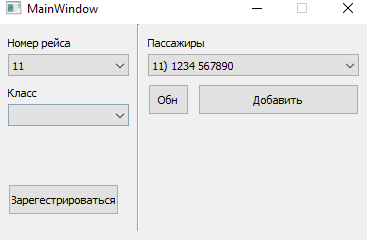 MainWindow
Номер рейса
11
Класс
Зарегестрироваться
Пассажиры
11) 1234 567890
Обн
Добавить